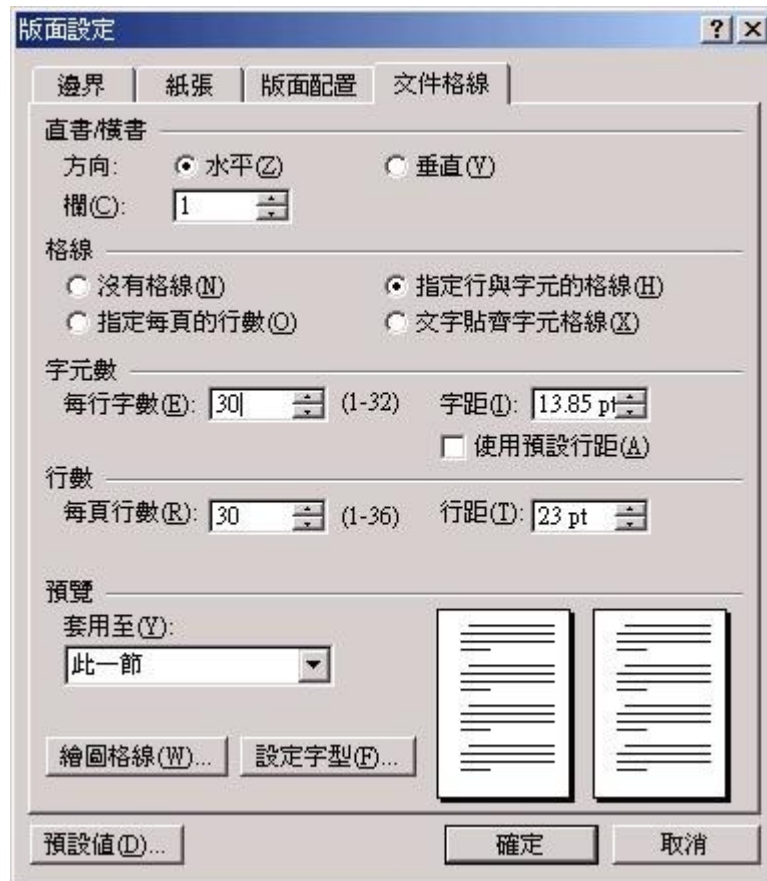 版面設定
邊界 紙張 版面配置 文件格線
直書/橫書
方向: 水平(Z) 垂直(V)
欄(C): 1
格線
沒有格線(N) 指定行與字元的格線(H)
指定每頁的行數(O) 文字貼齊字元格線(X)
字元數
每行字數(E): 30 (1-32) 字距(I): 13.85 pt
使用預設行距(A)
行數
每頁行數(R): 30 (1-36) 行距(T): 23 pt
預覽
套用至(Y):
此一節
繪圖格線(W)... 設定字型(F)...
預設值(D)... 確定 取消